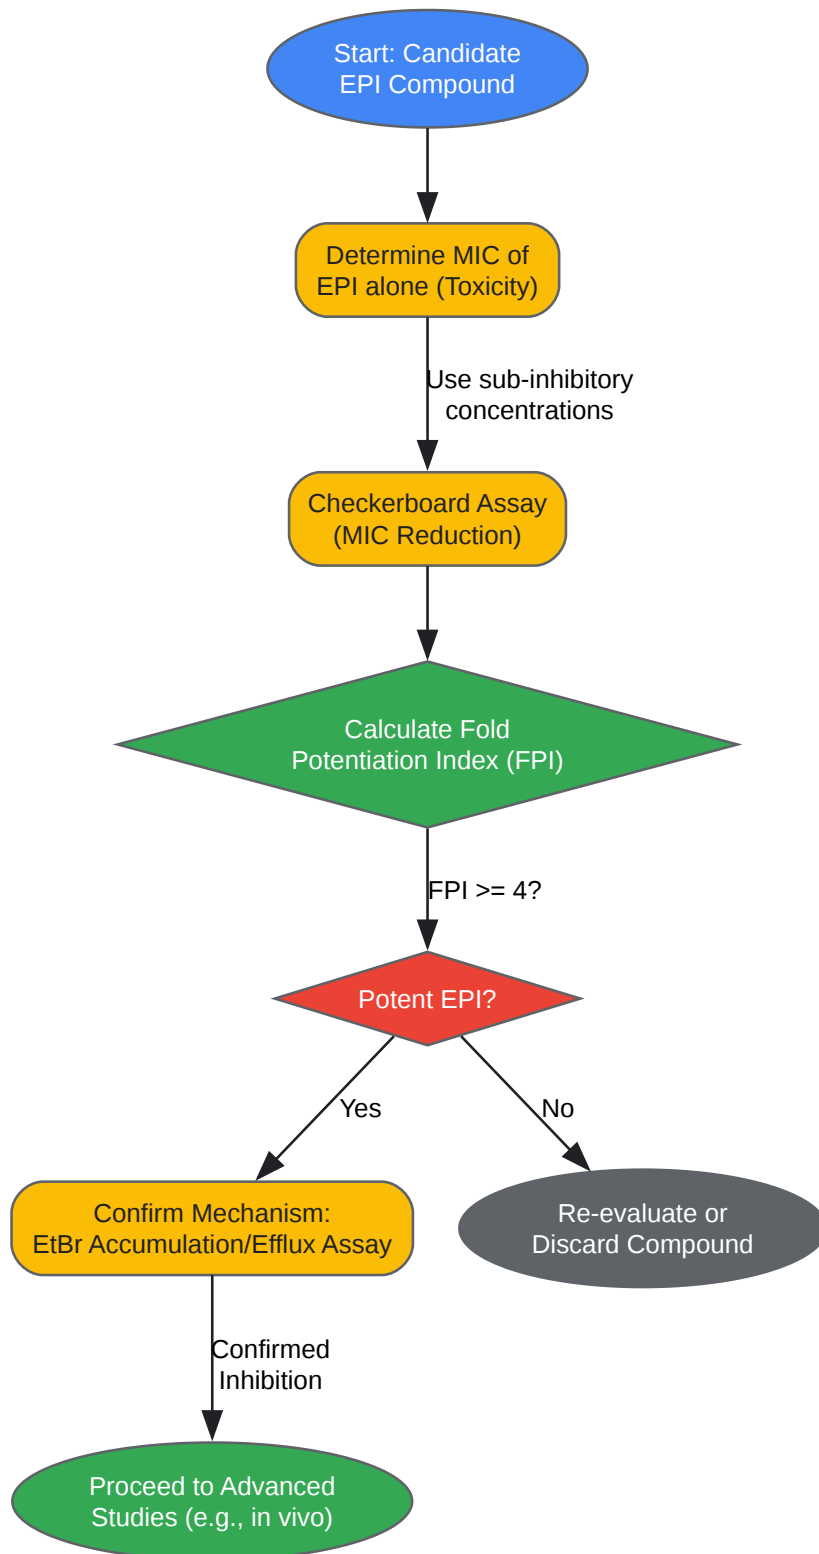 Start: Candidate
EPI Compound
Determine MIC of
EPI alone (Toxicity)
Use sub-inhibitory
concentrations
Checkerboard Assay
(MIC Reduction)
Calculate Fold
Potentiation Index (FPI)
FPI >= 4?
Potent EPI?
Yes
No
Confirm Mechanism:
EtBr Accumulation/Efflux Assay
Re-evaluate or
Discard Compound
Confirmed
Inhibition
Proceed to Advanced
Studies (e.g., in vivo)